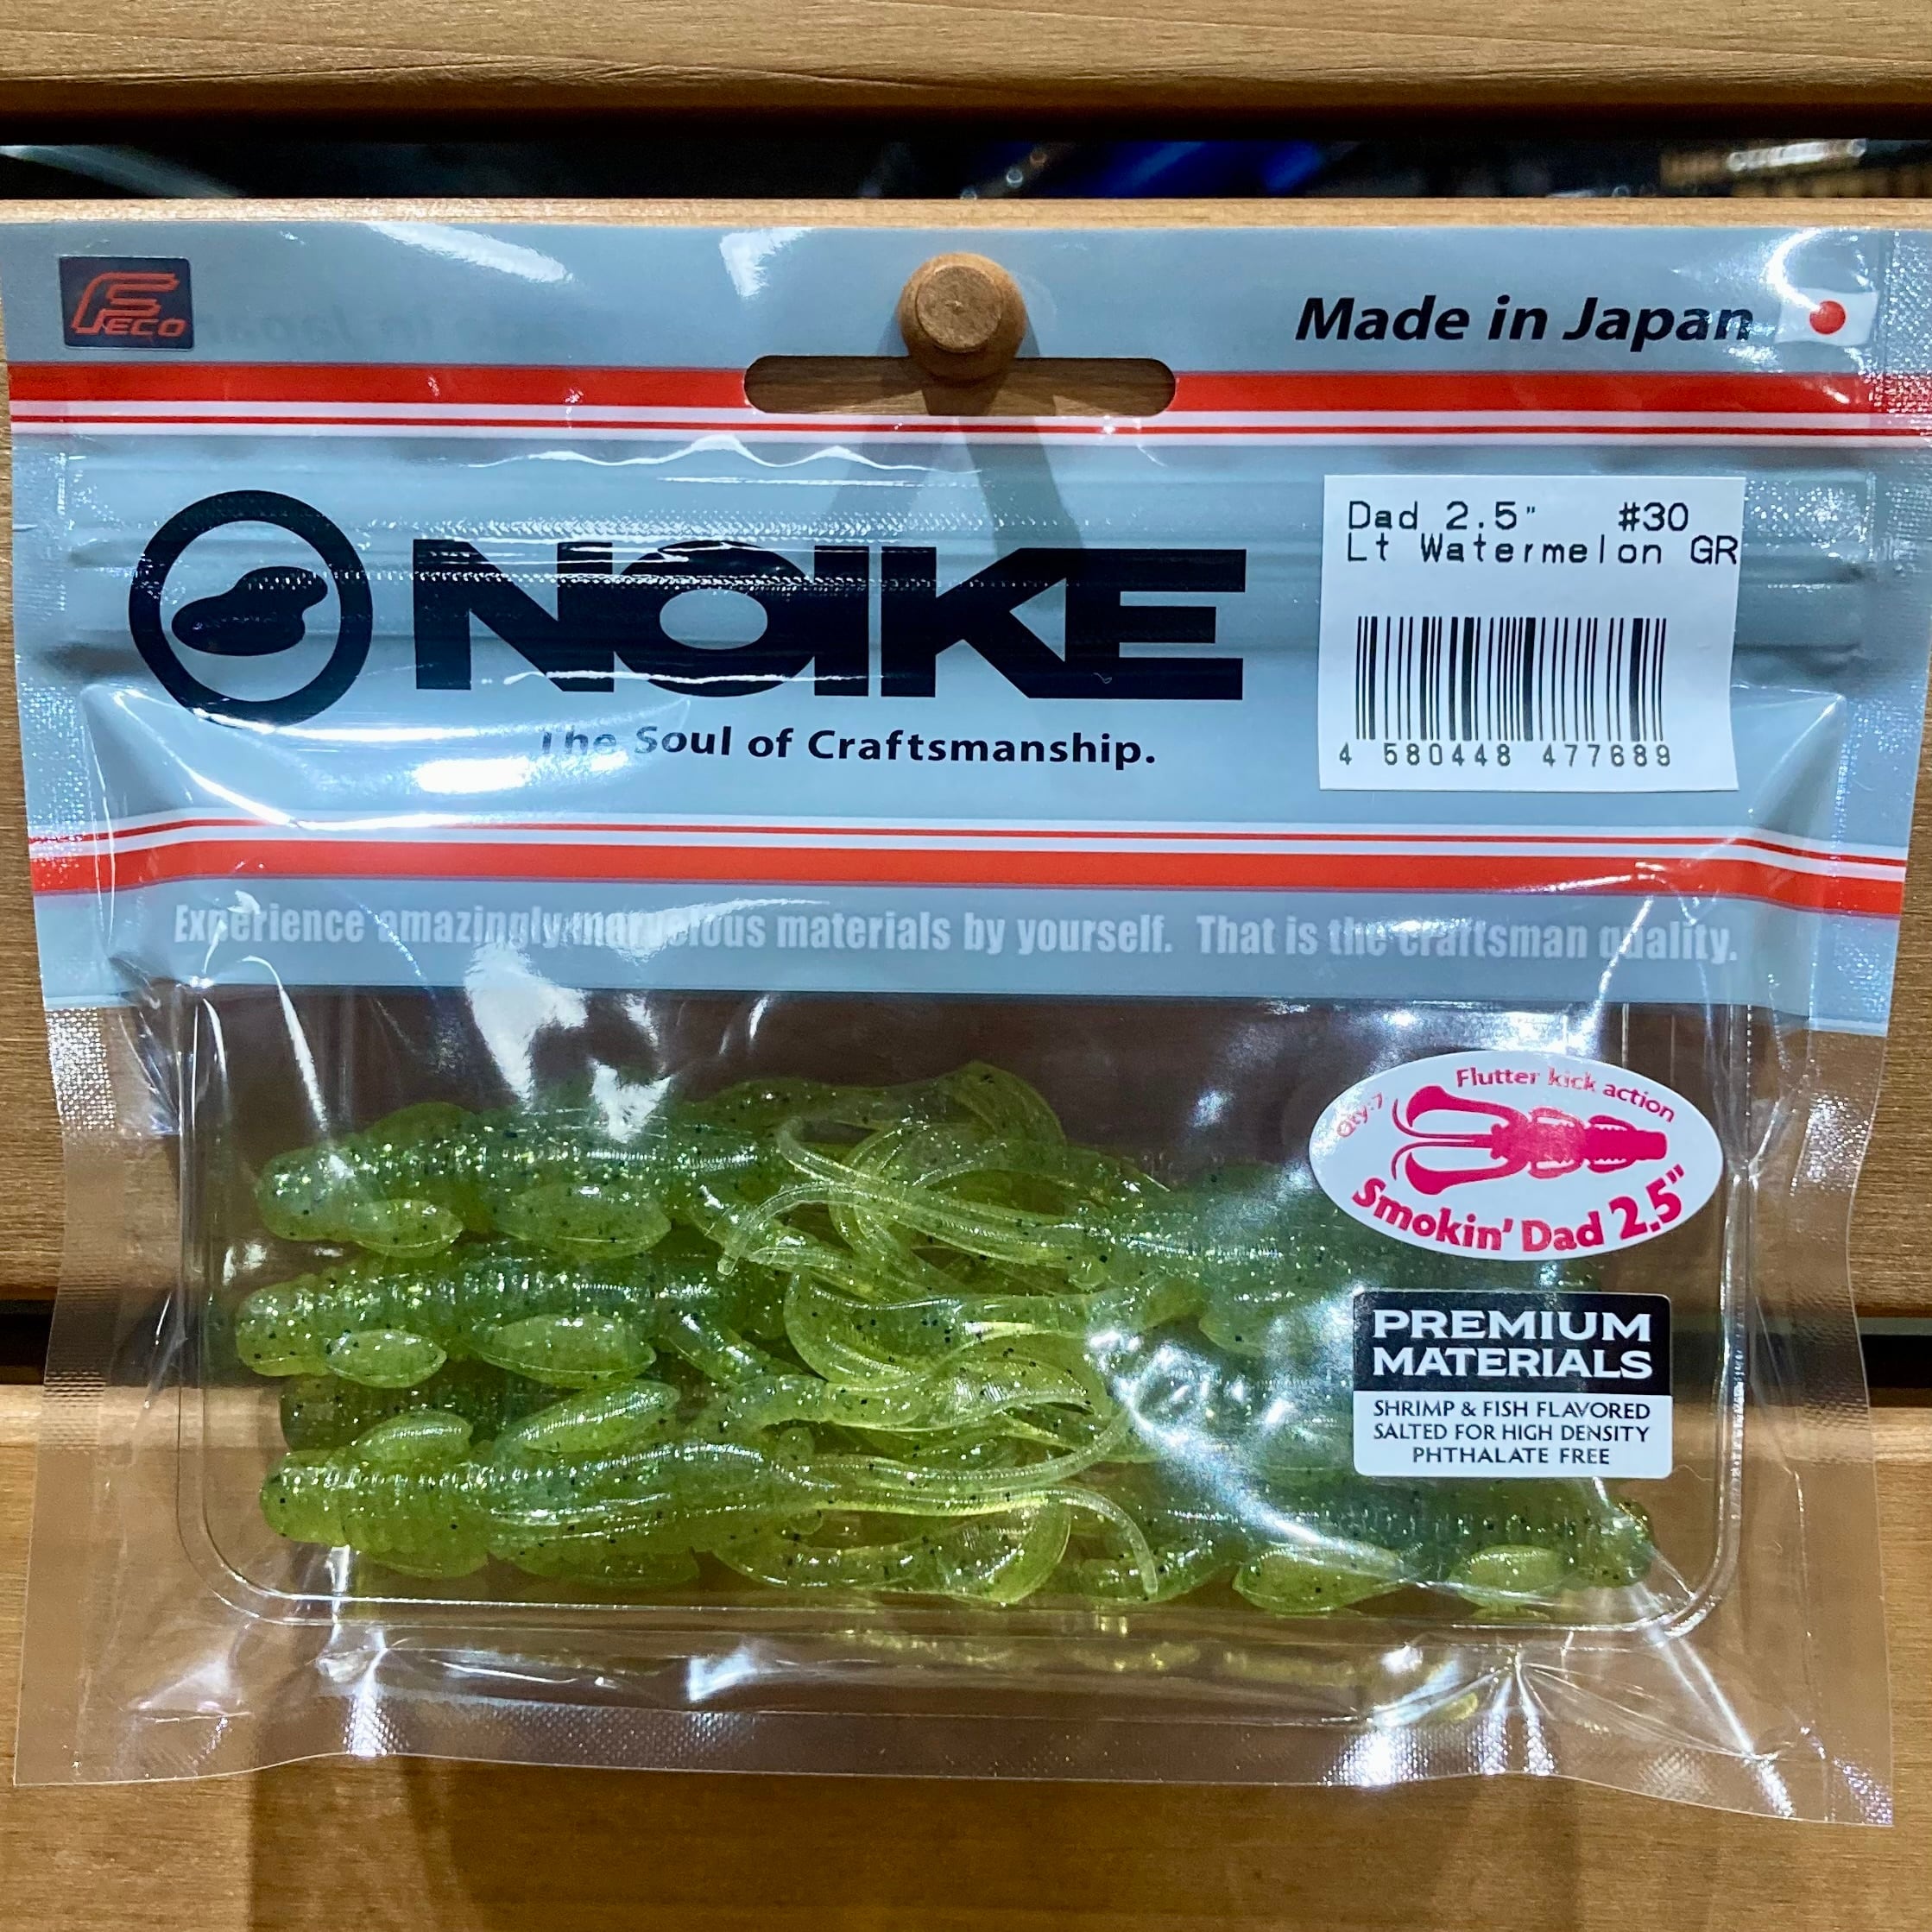 FECO
Made in Japan
NOIKE
The Soul of Craftsmanship.
Dad 2.5" #30
Lt Watermelon GR
4 580448 477689
Experience amazingly marvelous materials by yourself. That is the craftsman quality.
Flutter kick action
Qty.7
Smokin' Dad 2.5"
PREMIUM
MATERIALS
SHRIMP & FISH FLAVORED
SALTED FOR HIGH DENSITY
PHTHALATE FREE